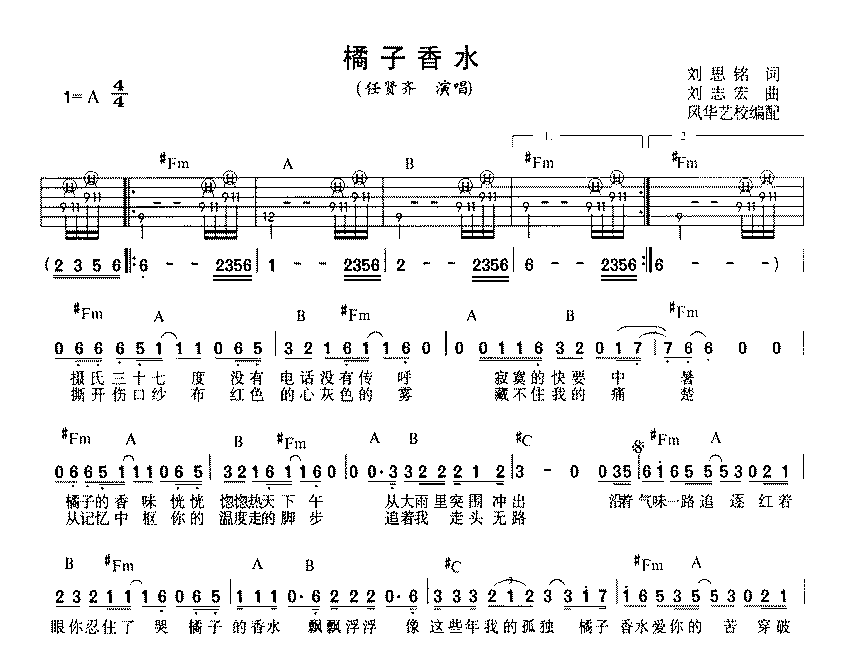 橘子香水
(任贤齐 演唱)
1=A 4/4
刘思铭 词
刘志宏 曲
风华艺校编配
1. 2.
#Fm A B #Fm #Fm
(2 3 5 6 6 - - 2356 1 - - 2356 2 - - 2356 6 - - 2356 6 - - )
#Fm A B #Fm A B #Fm
0 6 6 6 5 1 1 1 0 6 5 3 2 1 6 1 1 6 0 0 0 1 1 6 3 2 0 1 7 7 6 6 0 0
摄氏三十七 度 没有 电话没有传 呼 寂寞的快要 中 暑
撕开伤口纱 布 红色 的心灰色的 雾 藏不住我的 痛 楚
#Fm A B #Fm A B #C #Fm A
0 6 6 5 1 1 1 0 6 5 3 2 1 6 1 1 6 0 0 0·3 3 2 2 2 1 2 3 - 0 0 3 5 6 1 6 5 5 5 3 0 2 1
橘子的香 味 恍恍 惚惚热天下 午 从大雨里突围 冲出 沿着 气味一路追 逐 红着
从记忆中 枢 你的 温度走的脚 步 追着我 走头无路
B #Fm A B #C #Fm A
2 3 2 1 1 1 6 0 6 5 1 1 1 0·6 2 2 2 0·6 3 3 3 2 1 2 3 3 1 7 1 6 5 3 5 5 3 0 2 1
眼你忍住了 哭 橘子 的香水 飘飘浮浮 像 这些年我的孤独 橘子 香水爱你的 苦 穿破